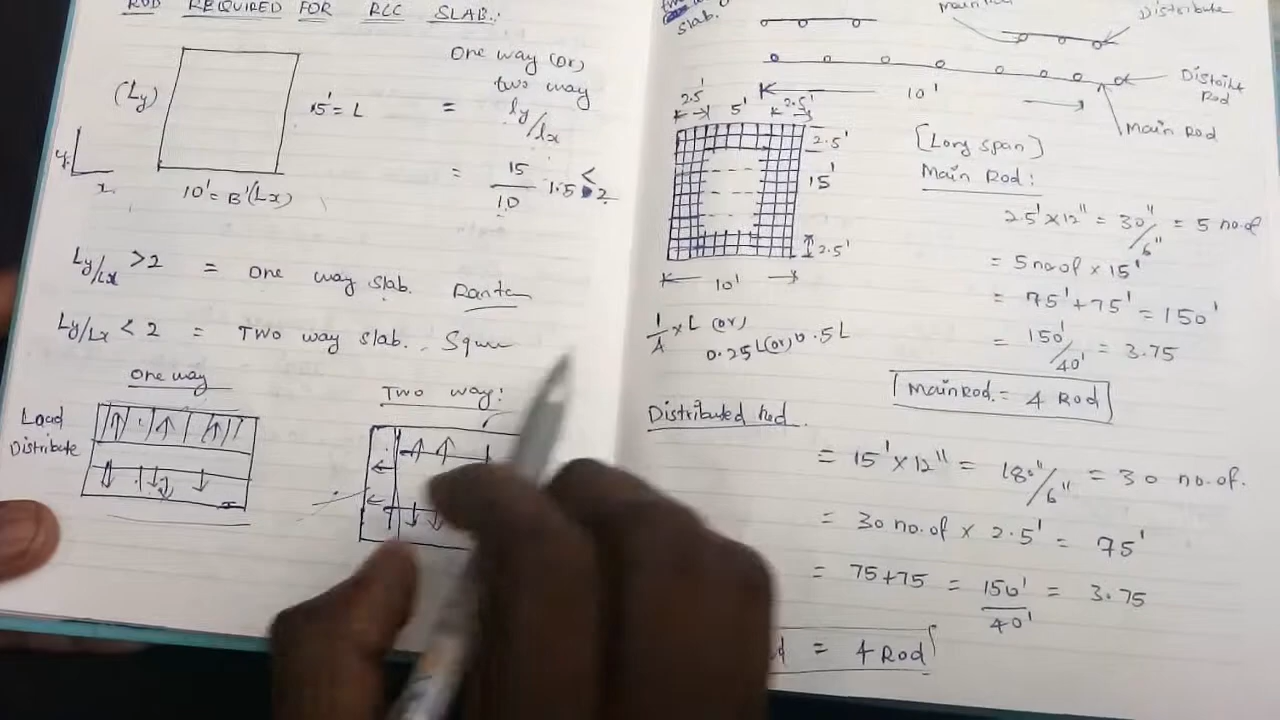 ROD REQUIRED FOR RCC SLAB:
One way (or)
two way
(Ly)
15' = L
= ly/lx
= 15/10 1.5 < 2
y
x
10' = B'(Lx)
Ly/Lx > 2 = One way slab.
Ly/Lx < 2 = Two way slab.
One way
Two way:
Load
Distribute
slab.
Distribute
10'
Rod
Main Rod
2.5' 5' 2.5'
2.5'
15'
2.5'
10'
[Long span]
Main Rod:
2.5' x 12" = 30"/6" = 5 no.of
= 5 no of x 15'
= 75' + 75' = 150'
= 150'/40' = 3.75
Main Rod. = 4 Rod
1/4 x L (or)
0.25L (or) 0.5L
Distributed Rod.
= 15' x 12" = 180"/6" = 30 no.of.
= 30 no.of x 2.5' = 75'
= 75+75 = 150'/40' = 3.75
= 4 Rod